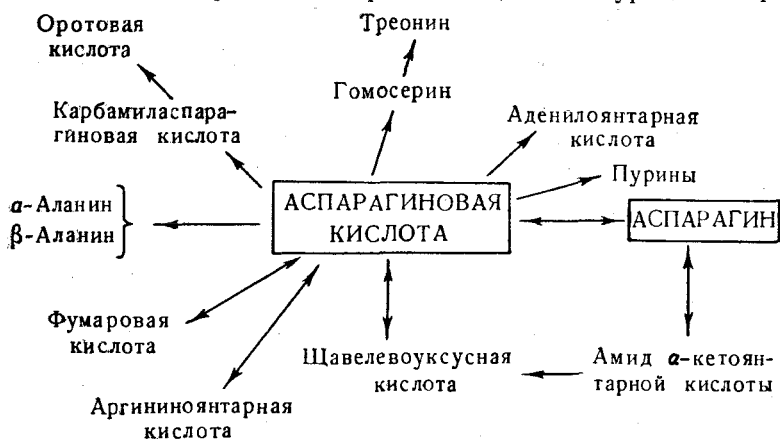 Оротовая
кислота
Треонин
Гомосерин
Карбамиласпара-
гиновая кислота
Аденилоянтарная
кислота
Пурины
α-Аланин
β-Аланин
АСПАРАГИНОВАЯ
КИСЛОТА
АСПАРАГИН
Фумаровая
кислота
Щавелевоуксусная
кислота
Амид α-кетоян-
тарной кислоты
Аргининоянтарная
кислота